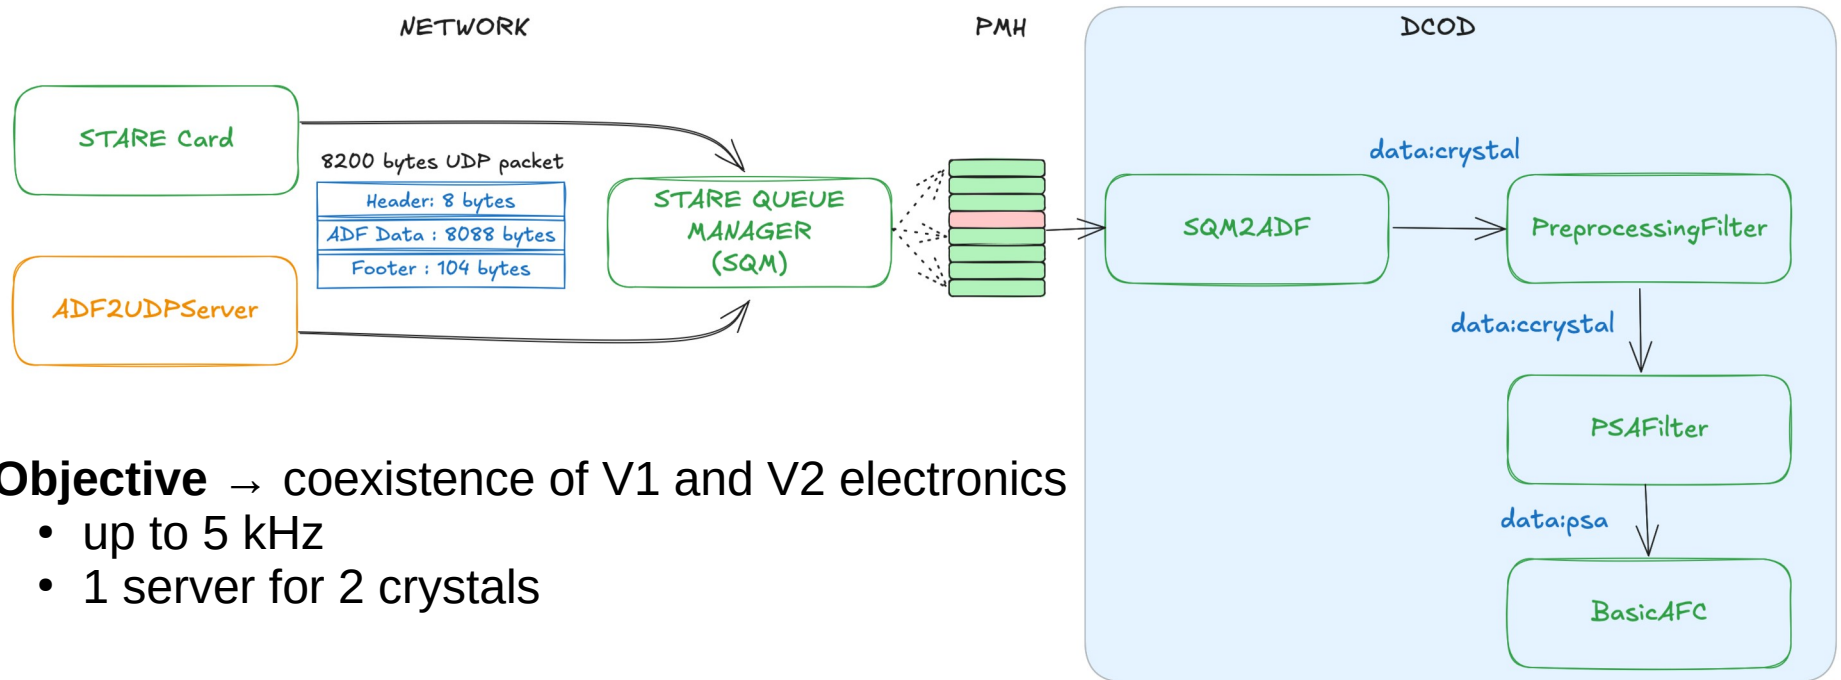 NETWORK
PMH
DCOD
STARE Card
8200 bytes UDP packet
Header: 8 bytes
ADF Data : 8088 bytes
Footer : 104 bytes
ADF2UDPServer
STARE QUEUE
MANAGER
(SQM)
SQM2ADF
data:crystal
PreprocessingFilter
data:ccrystal
PSAFilter
data:psa
BasicAFC
Objective → coexistence of V1 and V2 electronics
• up to 5 kHz
• 1 server for 2 crystals